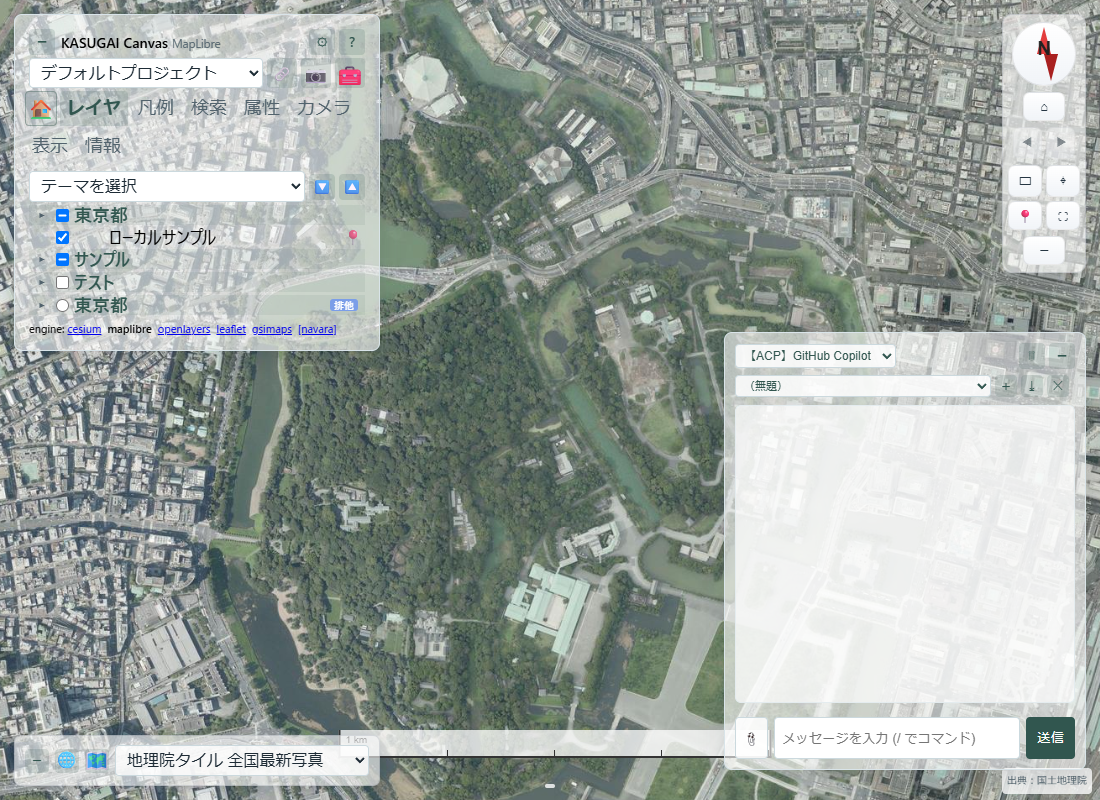 KASUGAI Canvas MapLibre
?
デフォルトプロジェクト
レイヤ 凡例 検索 属性 カメラ
表示 情報
テーマを選択
東京都
ローカルサンプル
サンプル
テスト
東京都 排他
engine: cesium maplibre openlayers leaflet gsimaps [navara]
N
【ACP】GitHub Copilot
(無題)
メッセージを入力 (/ でコマンド)
送信
1 km
地理院タイル 全国最新写真
出典：国土地理院